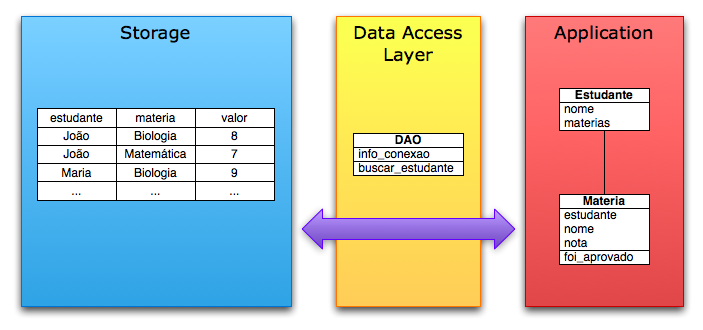 Storage
estudante materia valor
João Biologia 8
João Matemática 7
Maria Biologia 9
... ... ...
Data Access
Layer
DAO
info_conexao
buscar_estudante
Application
Estudante
nome
materias
Materia
estudante
nome
nota
foi_aprovado